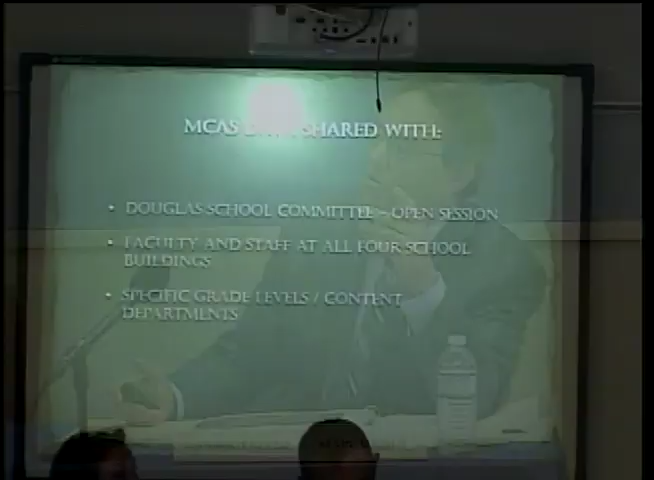 MCAS DATA SHARED WITH:
• DOUGLAS SCHOOL COMMITTEE – OPEN SESSION
• FACULTY AND STAFF AT ALL FOUR SCHOOL
BUILDINGS
• SPECIFIC GRADE LEVELS / CONTENT
DEPARTMENTS